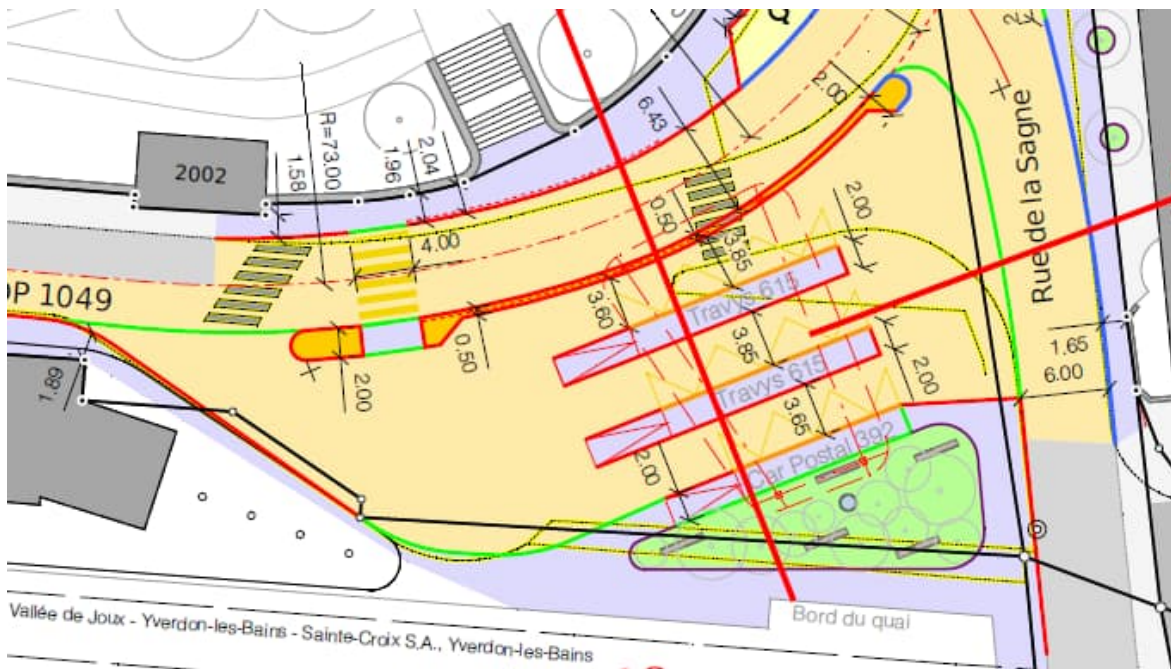 2002
1.58
R=73.00
1.96
2.04
6.43
2.00
4.00
0.50
3.85
2.00
DP 1049
3.60
Travys 615
0.50
2.00
1.89
3.85
Travys 615
2.00
3.65
2.00
Car Postal 392
Rue de la Sagne
1.65
6.00
Bord du quai
Vallée de Joux - Yverdon-les-Bains - Sainte-Croix S.A., Yverdon-les-Bains